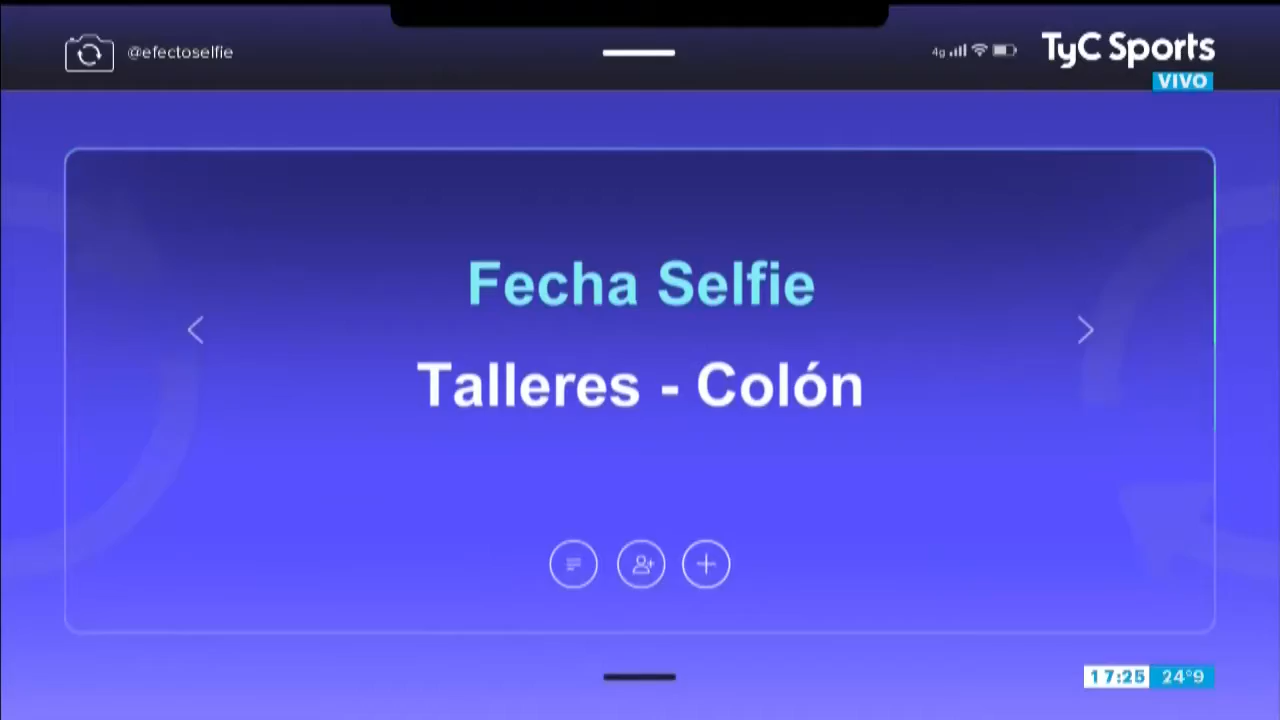 @efectoselfie
4g
TyC Sports
VIVO
Fecha Selfie
Talleres - Colón
17:25 24°9